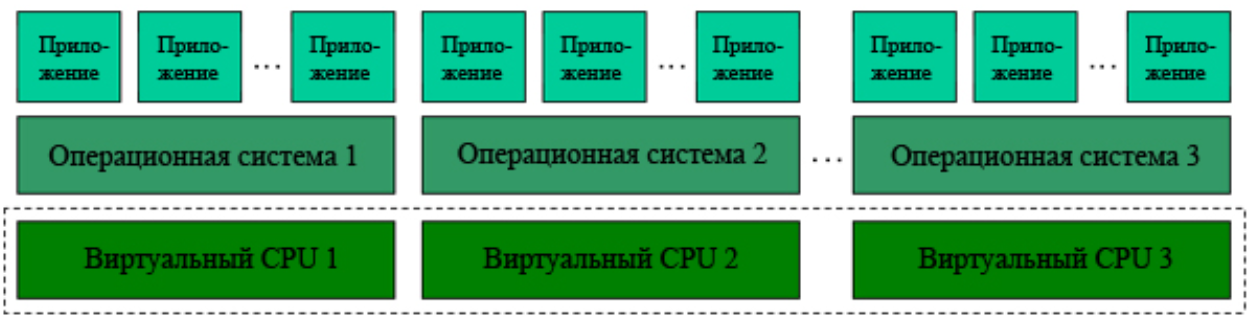 Прило- Прило- ... Прило- Прило- Прило- ... Прило- Прило- Прило- ... Прило-
жение жение жение жение жение жение жение жение жение
Операционная система 1 Операционная система 2 ... Операционная система 3
Виртуальный CPU 1 Виртуальный CPU 2 Виртуальный CPU 3